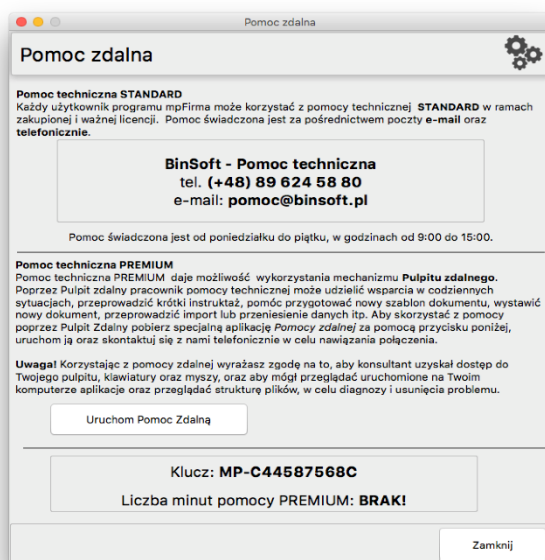 Pomoc zdalna
Pomoc zdalna
Pomoc techniczna STANDARD
Każdy użytkownik programu mpFirma może korzystać z pomocy technicznej STANDARD w ramach
zakupionej i ważnej licencji. Pomoc świadczona jest za pośrednictwem poczty e-mail oraz
telefonicznie.
BinSoft - Pomoc techniczna
tel. (+48) 89 624 58 80
e-mail: pomoc@binsoft.pl
Pomoc świadczona jest od poniedziałku do piątku, w godzinach od 9:00 do 15:00.
Pomoc techniczna PREMIUM
Pomoc techniczna PREMIUM daje możliwość wykorzystania mechanizmu Pulpitu zdalnego.
Poprzez Pulpit zdalny pracownik pomocy technicznej może udzielić wsparcia w codziennych
sytuacjach, przeprowadzić krótki instruktaż, pomóc przygotować nowy szablon dokumentu, wystawić
nowy dokument, przeprowadzić import lub przeniesienie danych itp. Aby skorzystać z pomocy
poprzez Pulpit Zdalny pobierz specjalną aplikację Pomocy zdalnej za pomocą przycisku poniżej,
uruchom ją oraz skontaktuj się z nami telefonicznie w celu nawiązania połączenia.
Uwaga! Korzystając z pomocy zdalnej wyrażasz zgodę na to, aby konsultant uzyskał dostęp do
Twojego pulpitu, klawiatury oraz myszy, oraz aby mógł przeglądać uruchomione na Twoim
komputerze aplikacje oraz przeglądać strukturę plików, w celu diagnozy i usunięcia problemu.
Uruchom Pomoc Zdalną
Klucz: MP-C44587568C
Liczba minut pomocy PREMIUM: BRAK!
Zamknij